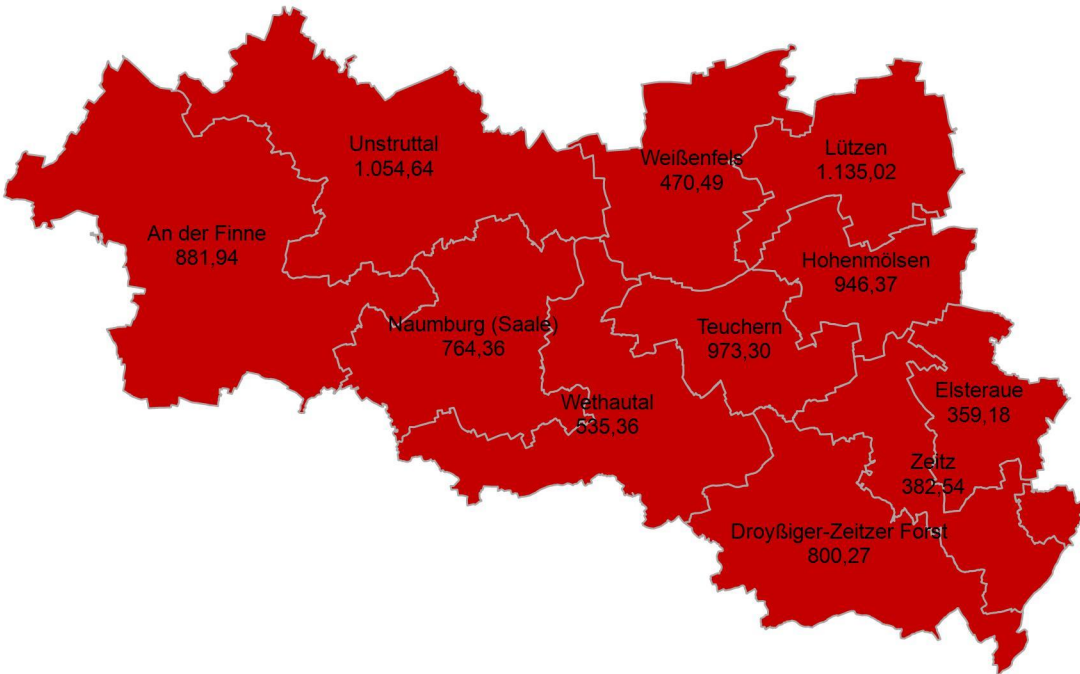 Unstruttal
1.054,64
Weißenfels
470,49
Lützen
1.135,02
An der Finne
881,94
Hohenmölsen
946,37
Naumburg (Saale)
764,36
Teuchern
973,30
Wethautal
535,36
Elsteraue
359,18
Zeitz
382,54
Droyßiger-Zeitzer Forst
800,27